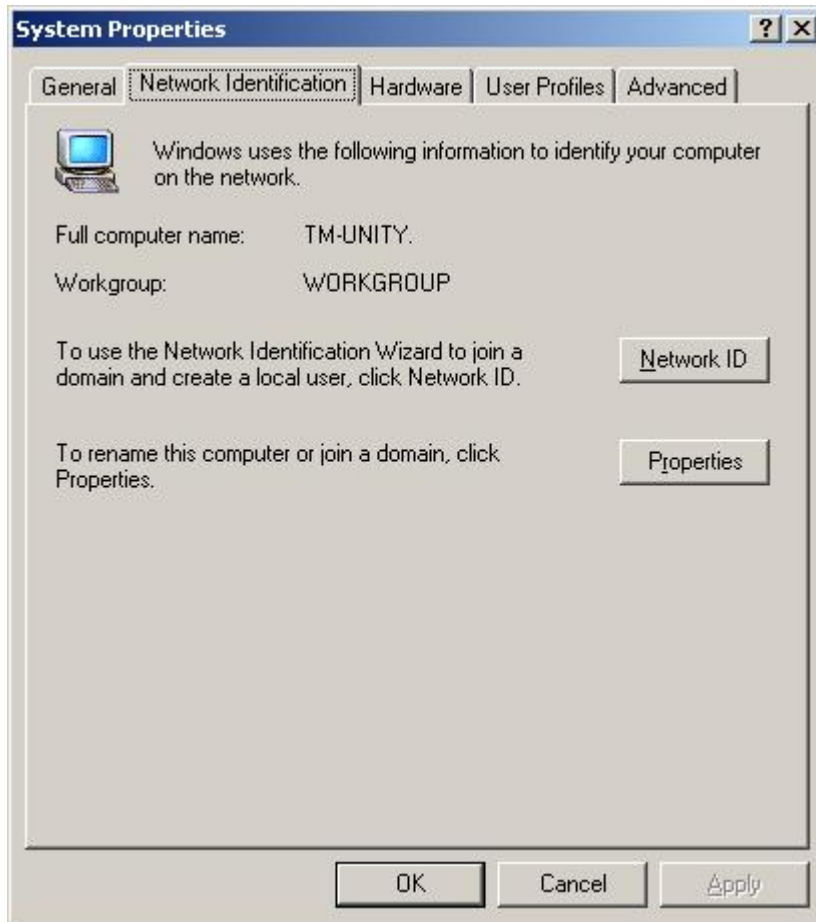 System Properties
General
Network Identification
Hardware
User Profiles
Advanced
Windows uses the following information to identify your computer
on the network.
Full computer name: TM-UNITY.
Workgroup: WORKGROUP
To use the Network Identification Wizard to join a
domain and create a local user, click Network ID.
Network ID
To rename this computer or join a domain, click
Properties.
Properties
OK
Cancel
Apply